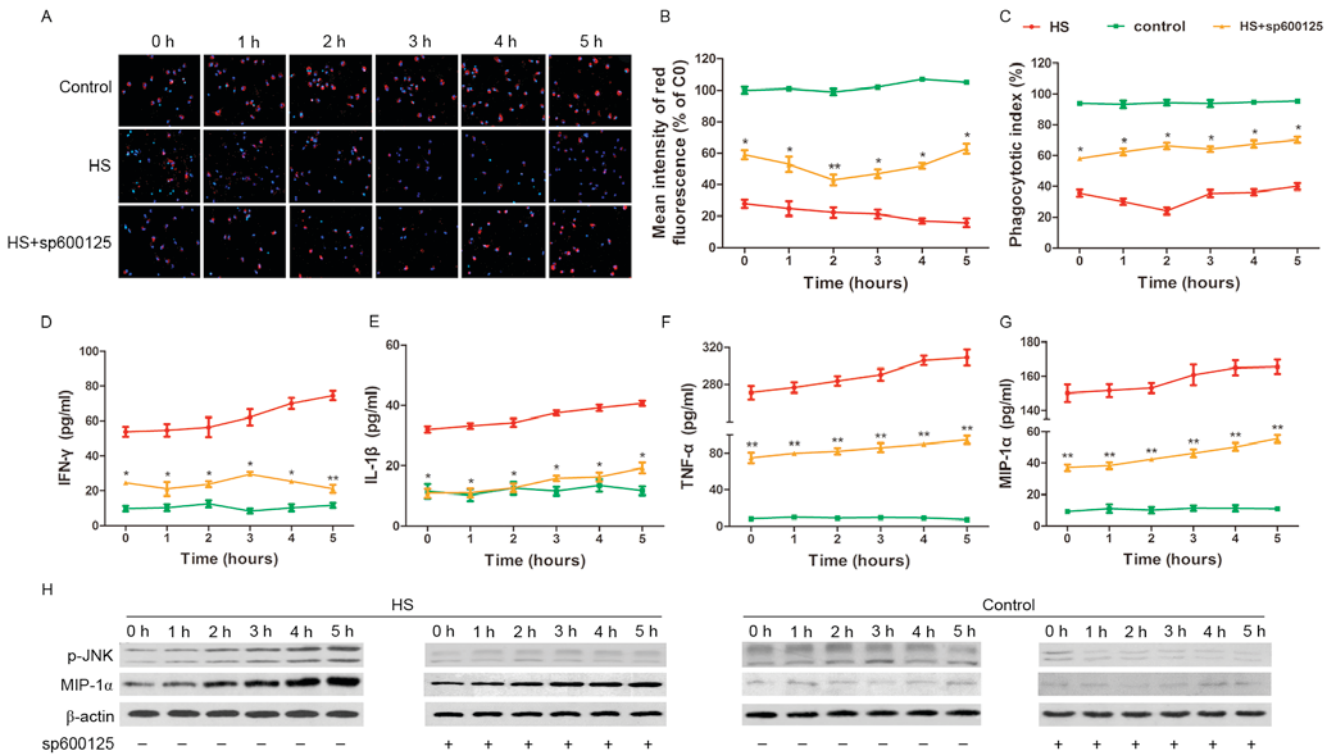 A
0 h 1 h 2 h 3 h 4 h 5 h
Control
HS
HS+sp600125
B
Mean intensity of red
fluorescence (% of C0)
120
100
80
60
40
20
0
* * ** * * *
0 1 2 3 4 5
Time (hours)
C
HS control HS+sp600125
Phagocytotic index (%)
120
100
80
60
40
20
0
* * * * * *
0 1 2 3 4 5
Time (hours)
D
IFN-γ (pg/ml)
100
80
60
40
20
0
* * * * * **
0 1 2 3 4 5
Time (hours)
E
IL-1β (pg/ml)
60
40
20
0
* * * * * *
0 1 2 3 4 5
Time (hours)
F
TNF-α (pg/ml)
320
280
80
40
0
** ** ** ** ** **
0 1 2 3 4 5
Time (hours)
G
MIP-1α (pg/ml)
180
160
140
60
40
20
0
** ** ** ** ** **
0 1 2 3 4 5
Time (hours)
H
HS Control
0 h 1 h 2 h 3 h 4 h 5 h 0 h 1 h 2 h 3 h 4 h 5 h 0 h 1 h 2 h 3 h 4 h 5 h 0 h 1 h 2 h 3 h 4 h 5 h
p-JNK
MIP-1α
β-actin
sp600125 – – – – – – + + + + + + – – – – – – + + + + + +